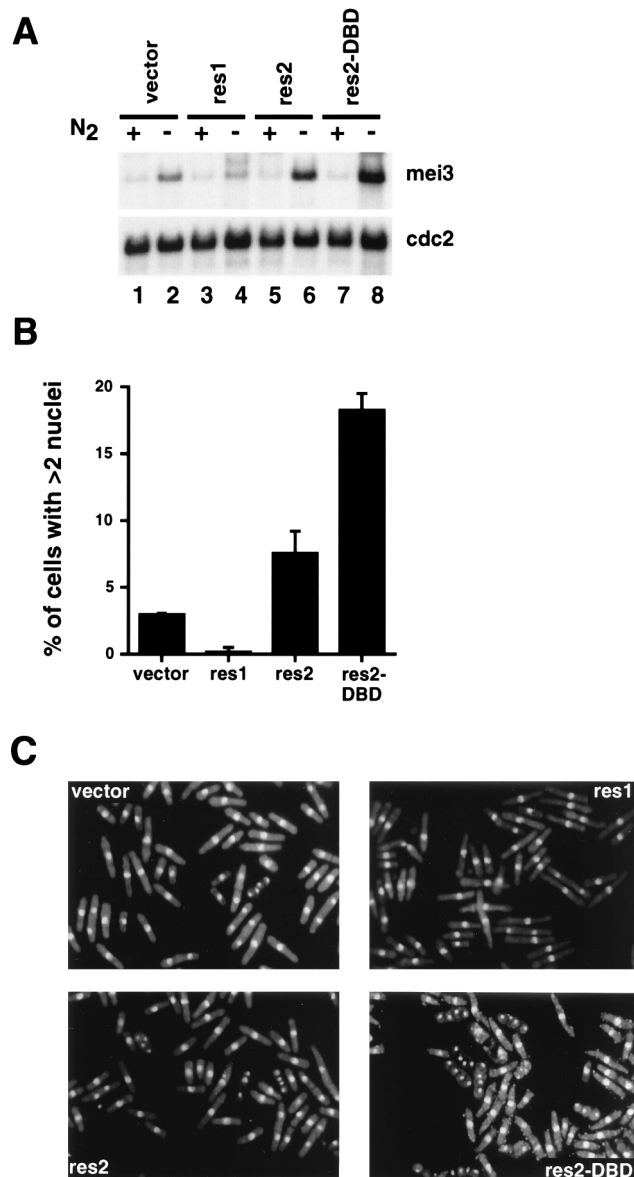 A
vector res1 res2 res2-DBD
N2 + - + - + - + -
mei3
cdc2
1 2 3 4 5 6 7 8
B
% of cells with >2 nuclei
20
15
10
5
0
vector res1 res2 res2-
DBD
C
vector res1
res2 res2-DBD